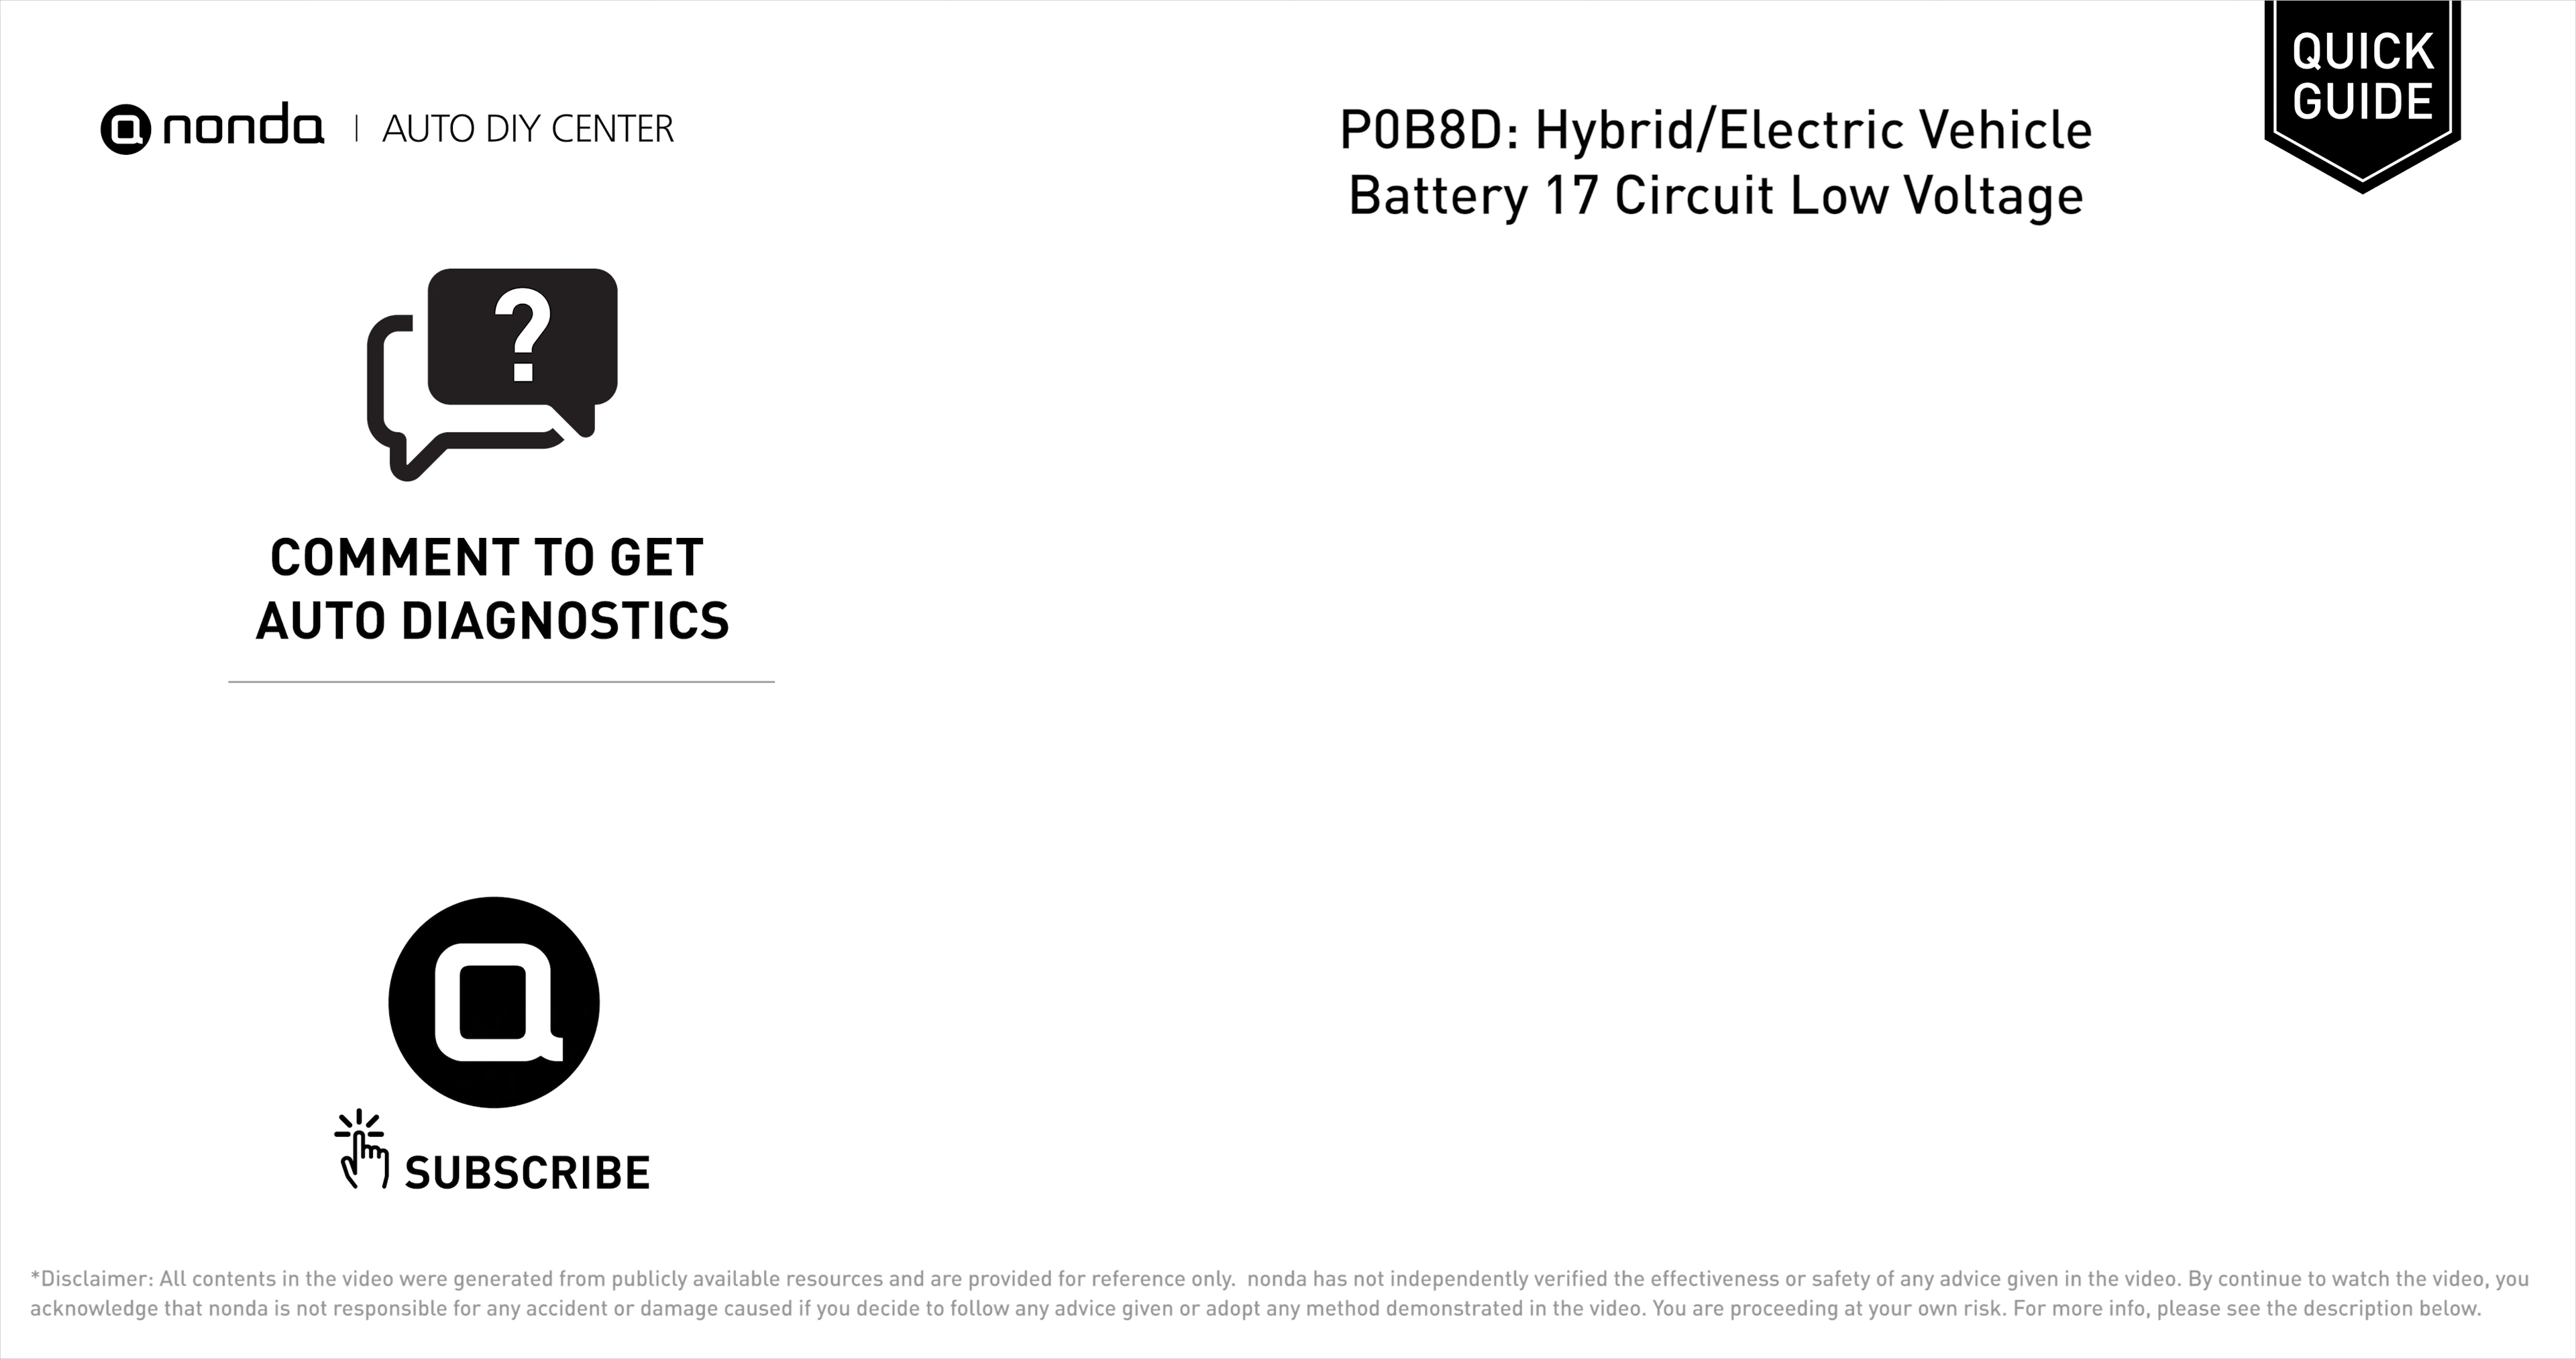 nonda | AUTO DIY CENTER
P0B8D: Hybrid/Electric Vehicle
Battery 17 Circuit Low Voltage
QUICK
GUIDE
?
COMMENT TO GET
AUTO DIAGNOSTICS
SUBSCRIBE
*Disclaimer: All contents in the video were generated from publicly available resources and are provided for reference only. nonda has not independently verified the effectiveness or safety of any advice given in the video. By continue to watch the video, you
acknowledge that nonda is not responsible for any accident or damage caused if you decide to follow any advice given or adopt any method demonstrated in the video. You are proceeding at your own risk. For more info, please see the description below.